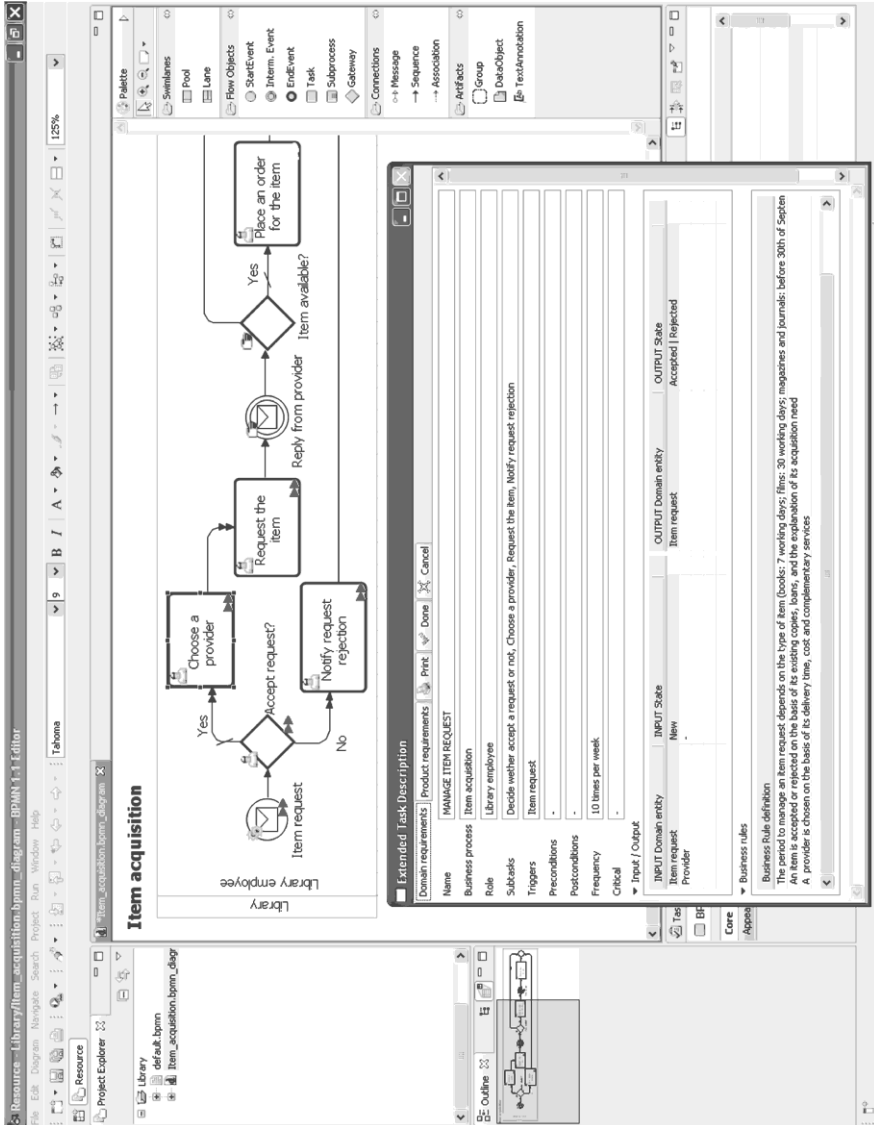 Resource - Library/Item_acquisition.bpmn_diagram - BPMN 1.1 Editor
File Edit Diagram Navigate Search Project Run Window Help
Tahoma 9 B I A 125%
Resource
Project Explorer
Library
default.bpmn
Item_acquisition.bpmn_diagr
Outline
*Item_acquisition.bpmn_diagram
Item acquisition
Library
Library employee
Item request
Accept request?
Yes
No
Choose a
provider
Notify request
rejection
Request the
item
Reply from provider
Item available?
Yes
Place an order
for the item
Palette
Swimlanes
Pool
Lane
Flow Objects
StartEvent
Interm. Event
EndEvent
Task
Subprocess
Gateway
Connections
Message
Sequence
Association
Artifacts
Group
DataObject
TextAnnotation
Tas
BP
Core
Appea
Extended Task Description
Domain requirements Product requirements Print Done Cancel
Name MANAGE ITEM REQUEST
Business process Item acquisition
Role Library employee
Subtasks Decide wether accept a request or not, Choose a provider, Request the item, Notify request rejection
Triggers Item request
Preconditions -
Postconditions -
Frequency 10 times per week
Critical -
Input / Output
INPUT Domain entity INPUT State OUTPUT Domain entity OUTPUT State
Item request New Item request Accepted | Rejected
Provider -
Business rules
Business Rule definition
The period to manage an item request depends on the type of item (books: 7 working days; films: 30 working days; magazines and journals: before 30th of Septen
An item is accepted or rejected on the basis of its existing copies, loans, and the explanation of its acquisition need
A provider is chosen on the basis of its delivery time, cost and complementary services